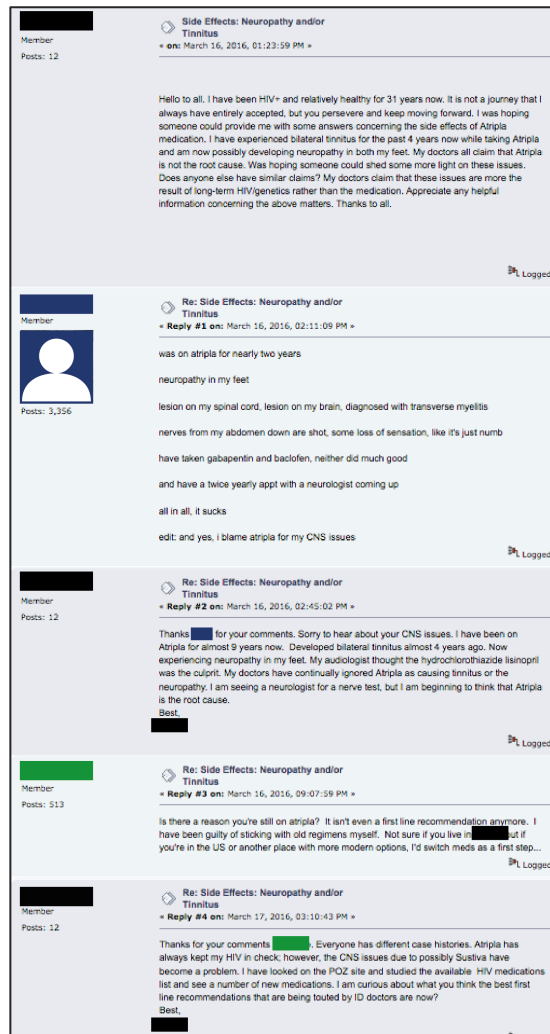 Member
Posts: 12
Side Effects: Neuropathy and/or
Tinnitus
« on: March 16, 2016, 01:23:59 PM »
Hello to all. I have been HIV+ and relatively healthy for 31 years now. It is not a journey that I
always have entirely accepted, but you persevere and keep moving forward. I was hoping
someone could provide me with some answers concerning the side effects of Atripla
medication. I have experienced bilateral tinnitus for the past 4 years now while taking Atripla
and am now possibly developing neuropathy in both my feet. My doctors all claim that Atripla
is not the root cause. Was hoping someone could shed some more light on these issues.
Does anyone else have similar claims? My doctors claim that these issues are more the
result of long-term HIV/genetics rather than the medication. Appreciate any helpful
information concerning the above matters. Thanks to all.
Logged
Member
Posts: 3,356
Re: Side Effects: Neuropathy and/or
Tinnitus
« Reply #1 on: March 16, 2016, 02:11:09 PM »
was on atripla for nearly two years
neuropathy in my feet
lesion on my spinal cord, lesion on my brain, diagnosed with transverse myelitis
nerves from my abdomen down are shot, some loss of sensation, like it's just numb
have taken gabapentin and baclofen, neither did much good
and have a twice yearly appt with a neurologist coming up
all in all, it sucks
edit: and yes, i blame atripla for my CNS issues
Logged
Member
Posts: 12
Re: Side Effects: Neuropathy and/or
Tinnitus
« Reply #2 on: March 16, 2016, 02:45:02 PM »
Thanks for your comments. Sorry to hear about your CNS issues. I have been on
Atripla for almost 9 years now. Developed bilateral tinnitus almost 4 years ago. Now
experiencing neuropathy in my feet. My audiologist thought the hydrochlorothiazide lisinopril
was the culprit. My doctors have continually ignored Atripla as causing tinnitus or the
neuropathy. I am seeing a neurologist for a nerve test, but I am beginning to think that Atripla
is the root cause.
Best,
Logged
Member
Posts: 513
Re: Side Effects: Neuropathy and/or
Tinnitus
« Reply #3 on: March 16, 2016, 09:07:59 PM »
Is there a reason you're still on atripla? It isn't even a first line recommendation anymore. I
have been guilty of sticking with old regimens myself. Not sure if you live in ut if
you're in the US or another place with more modern options, I'd switch meds as a first step...
Logged
Member
Posts: 12
Re: Side Effects: Neuropathy and/or
Tinnitus
« Reply #4 on: March 17, 2016, 03:10:43 PM »
Thanks for your comments . Everyone has different case histories. Atripla has
always kept my HIV in check; however, the CNS issues due to possibly Sustiva have
become a problem. I have looked on the POZ site and studied the available HIV medications
list and see a number of new medications. I am curious about what you think the best first
line recommendations that are being touted by ID doctors are now?
Best,